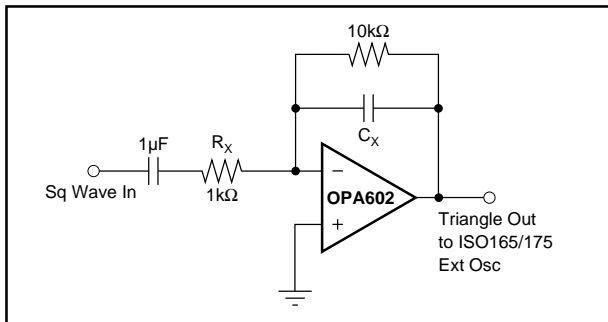 10kΩ
C_X
1µF
R_X
1kΩ
Sq Wave In
–
OPA602
+
Triangle Out
to ISO165/175
Ext Osc